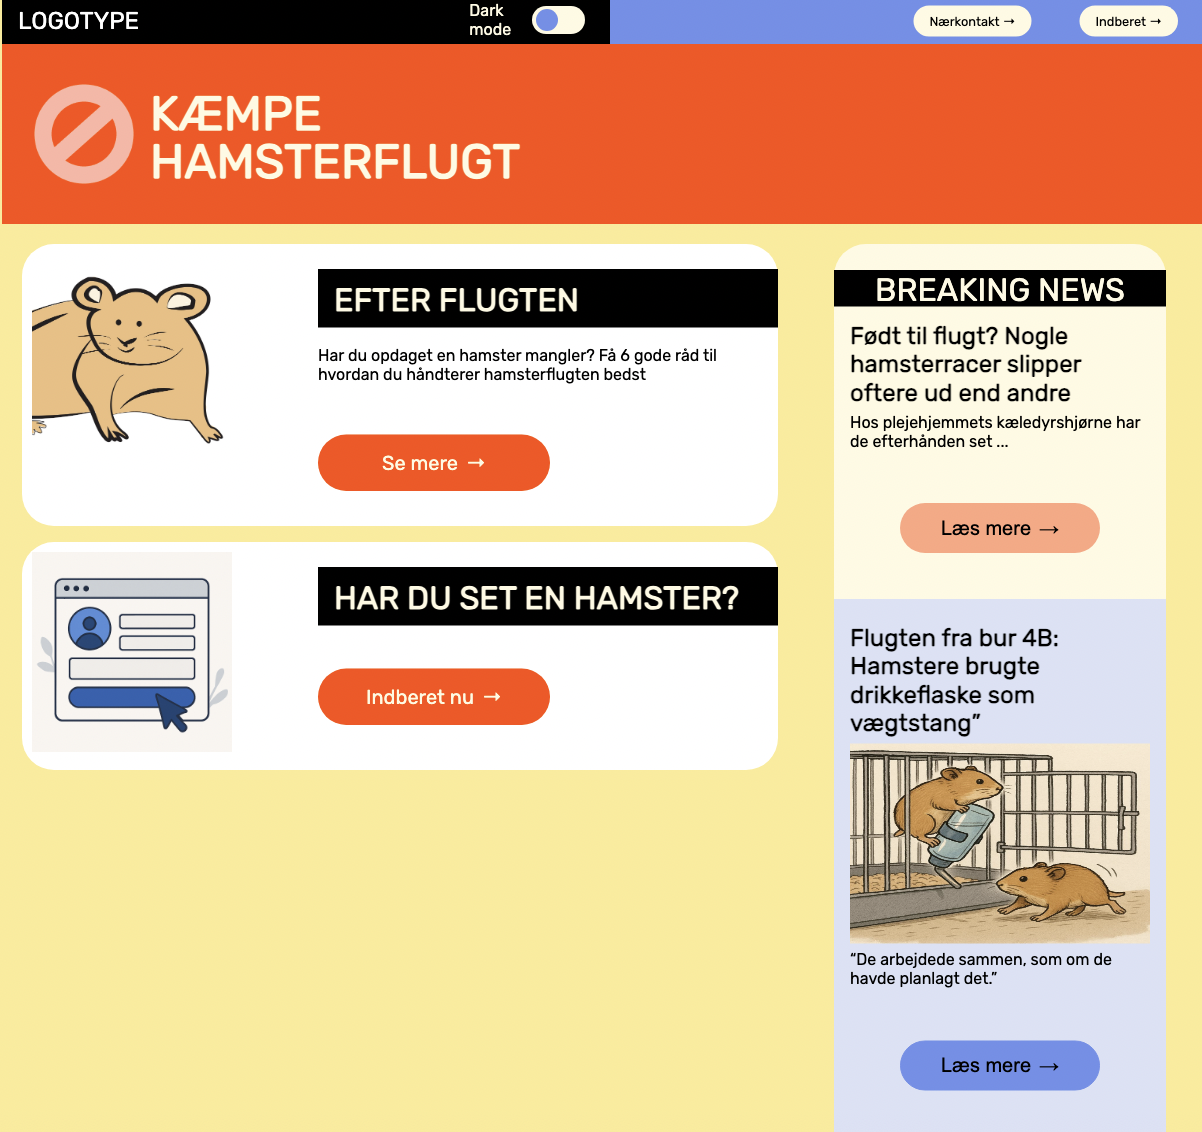 LOGOTYPE
Dark
mode
Nærkontakt →
Indberet →
KÆMPE
HAMSTERFLUGT
EFTER FLUGTEN
Har du opdaget en hamster mangler? Få 6 gode råd til
hvordan du håndterer hamsterflugten bedst
Se mere →
HAR DU SET EN HAMSTER?
Indberet nu →
BREAKING NEWS
Født til flugt? Nogle
hamsterracer slipper
oftere ud end andre
Hos plejehjemmets kæledyrshjørne har
de efterhånden set ...
Læs mere →
Flugten fra bur 4B:
Hamstere brugte
drikkeflaske som
vægtstang”
“De arbejdede sammen, som om de
havde planlagt det.”
Læs mere →